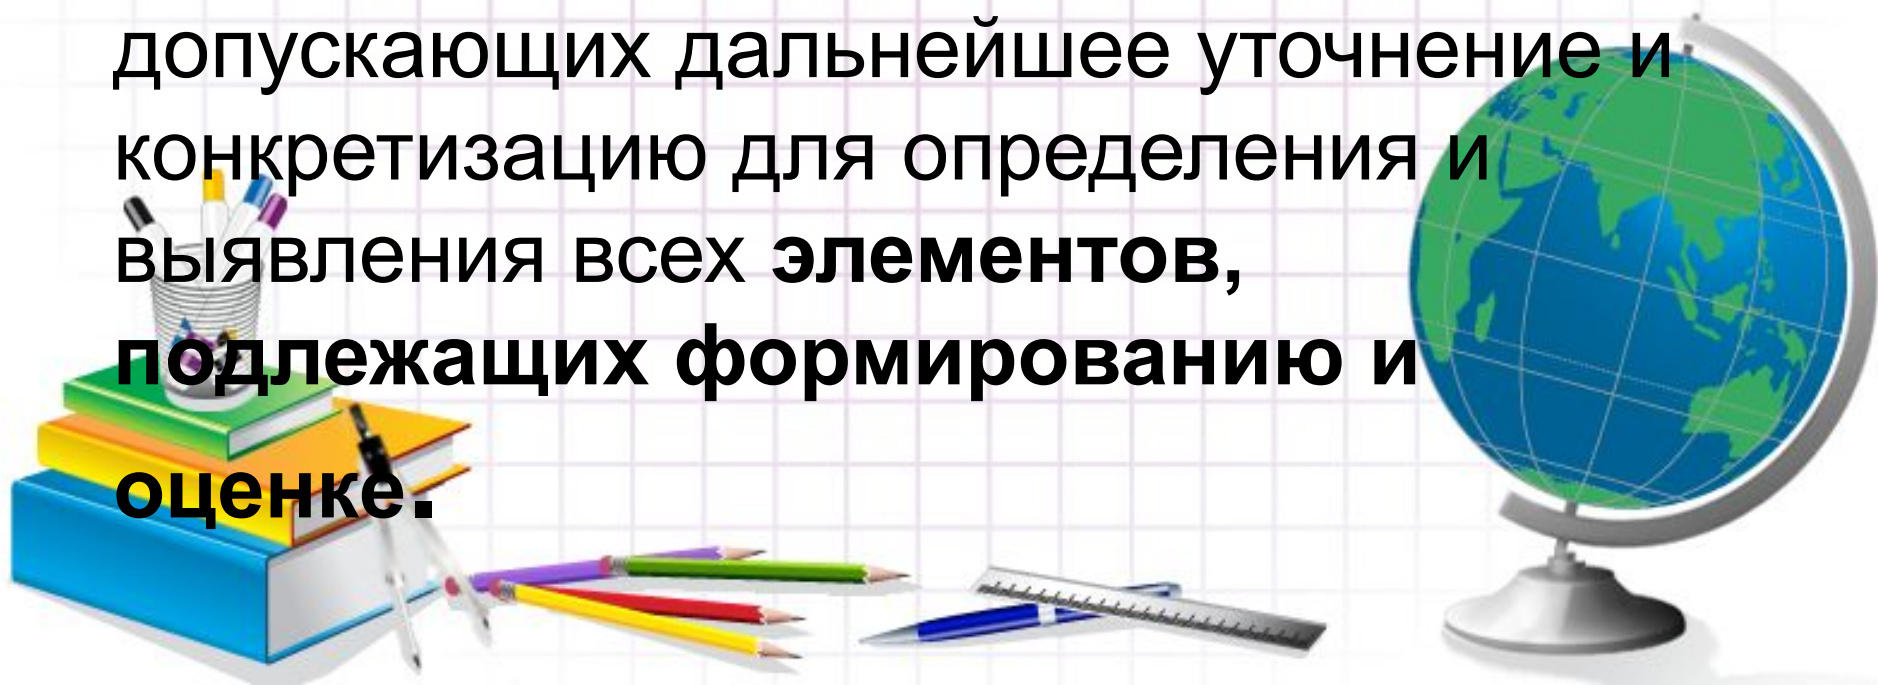 допускающих дальнейшее уточнение и
конкретизацию для определения и
выявления всех элементов,
подлежащих формированию и
оценке.